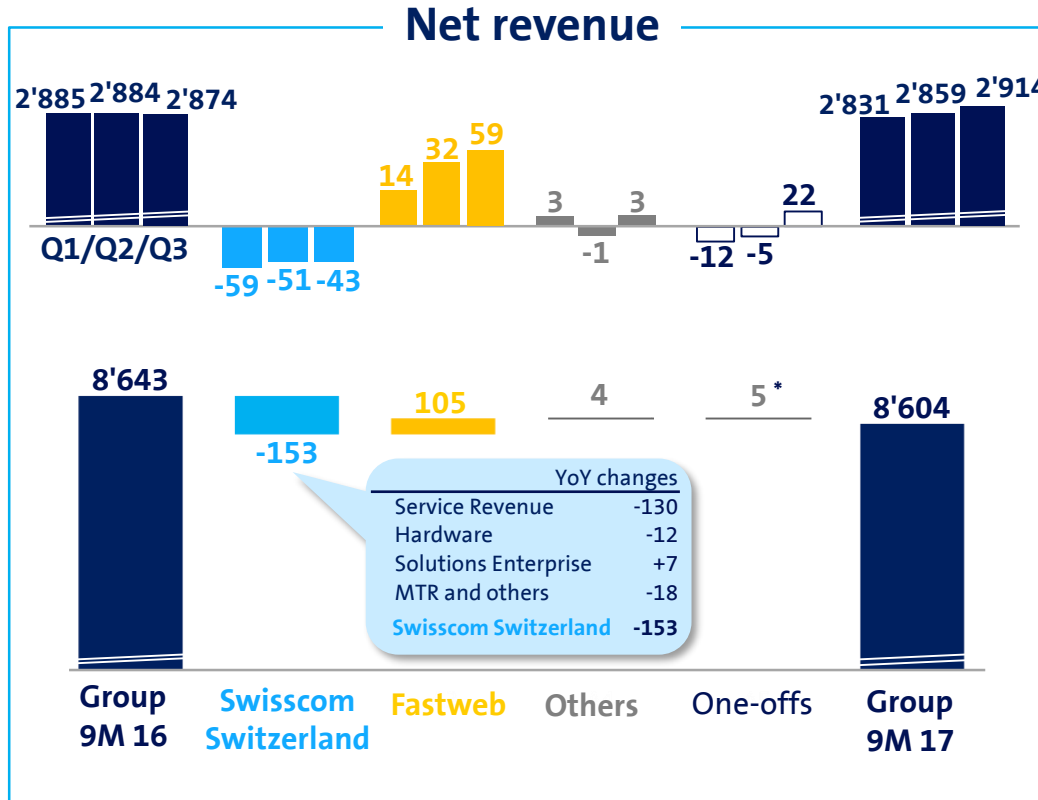 Net revenue
2'885 2'884 2'874
14 32 59
3 -1 3
-12 -5 22
2'831 2'859 2'914
Q1/Q2/Q3
-59 -51 -43
8'643
-153
105
4
5 *
8'604
YoY changes
Service Revenue -130
Hardware -12
Solutions Enterprise +7
MTR and others -18
Swisscom Switzerland -153
Group
9M 16
Swisscom
Switzerland
Fastweb
Others
One-offs
Group
9M 17